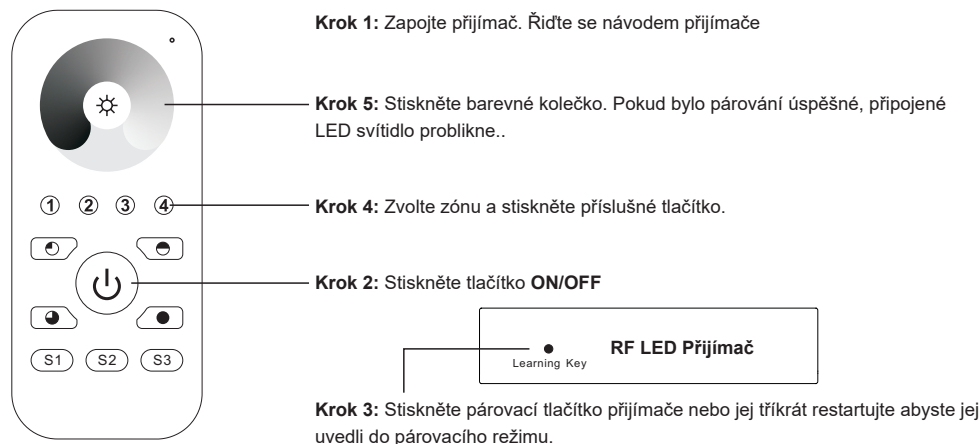 Krok 1: Zapojte přijímač. Řiďte se návodem přijímače
Krok 5: Stiskněte barevné kolečko. Pokud bylo párování úspěšné, připojené
LED svítidlo problikne..
1 2 3 4
Krok 4: Zvolte zónu a stiskněte příslušné tlačítko.
Krok 2: Stiskněte tlačítko ON/OFF
RF LED Přijímač
Learning Key
S1 S2 S3
Krok 3: Stiskněte párovací tlačítko přijímače nebo jej tříkrát restartujte abyste jej
uvedli do párovacího režimu.